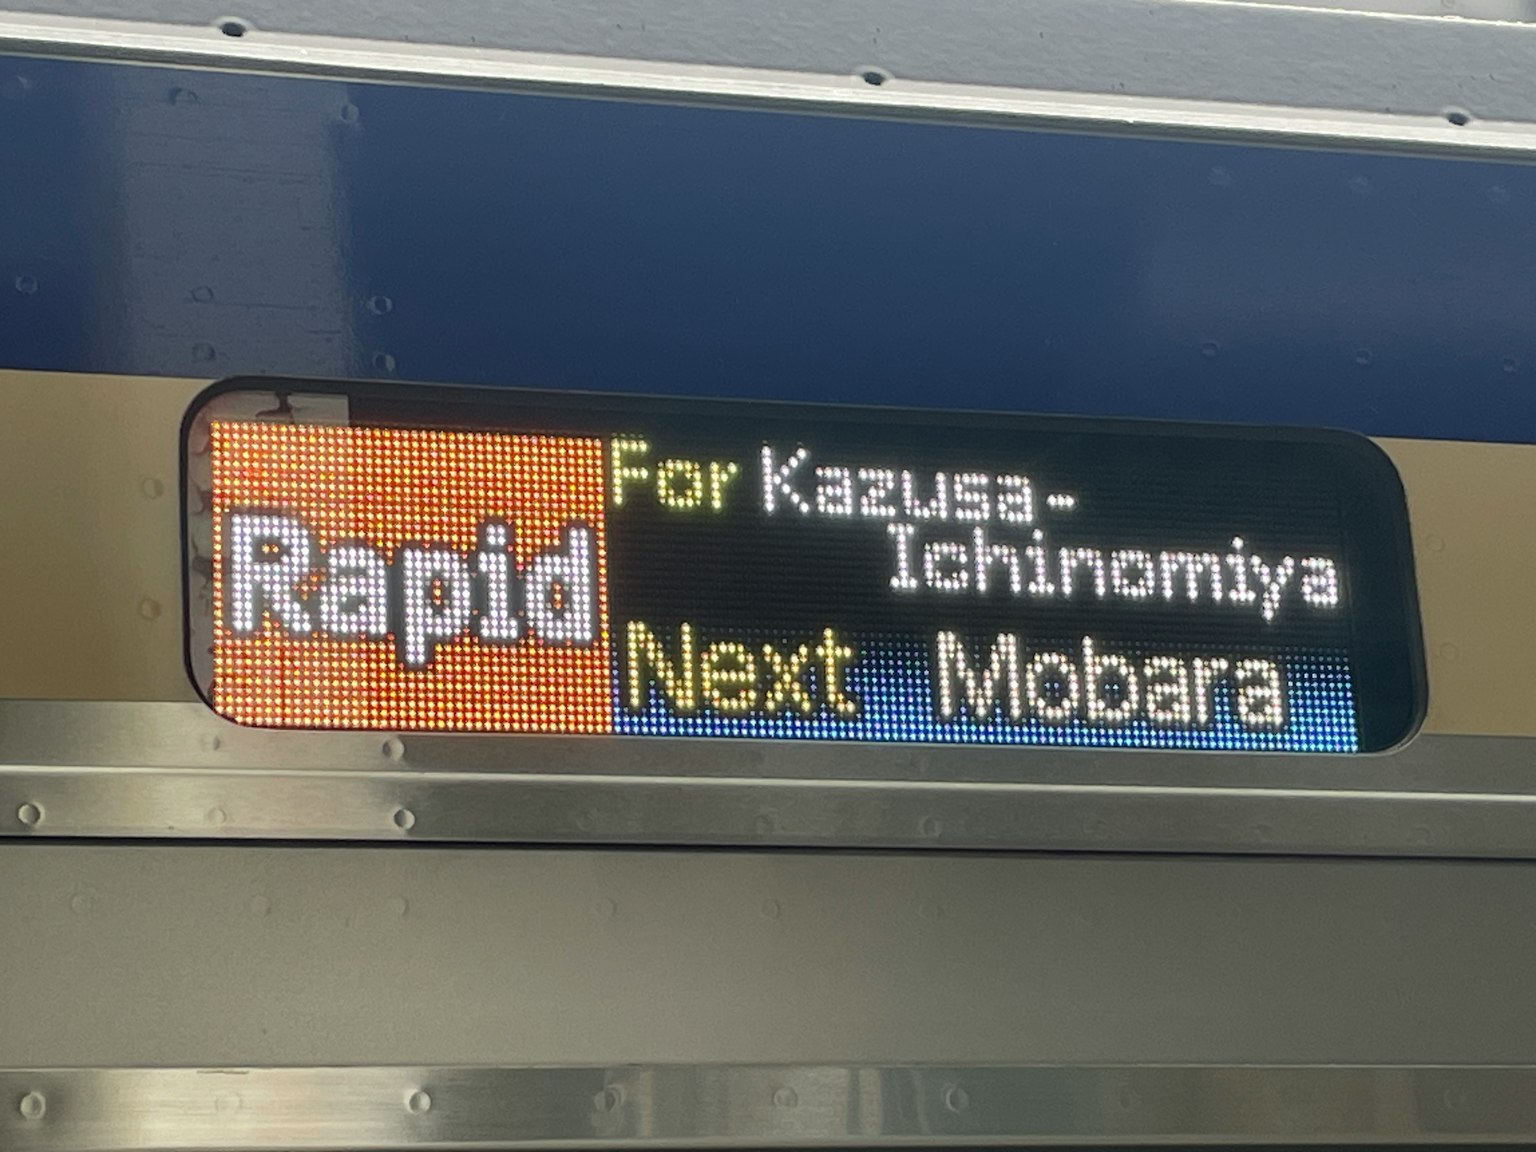 Rapid
For Kazusa-
Ichinomiya
Next Mobara